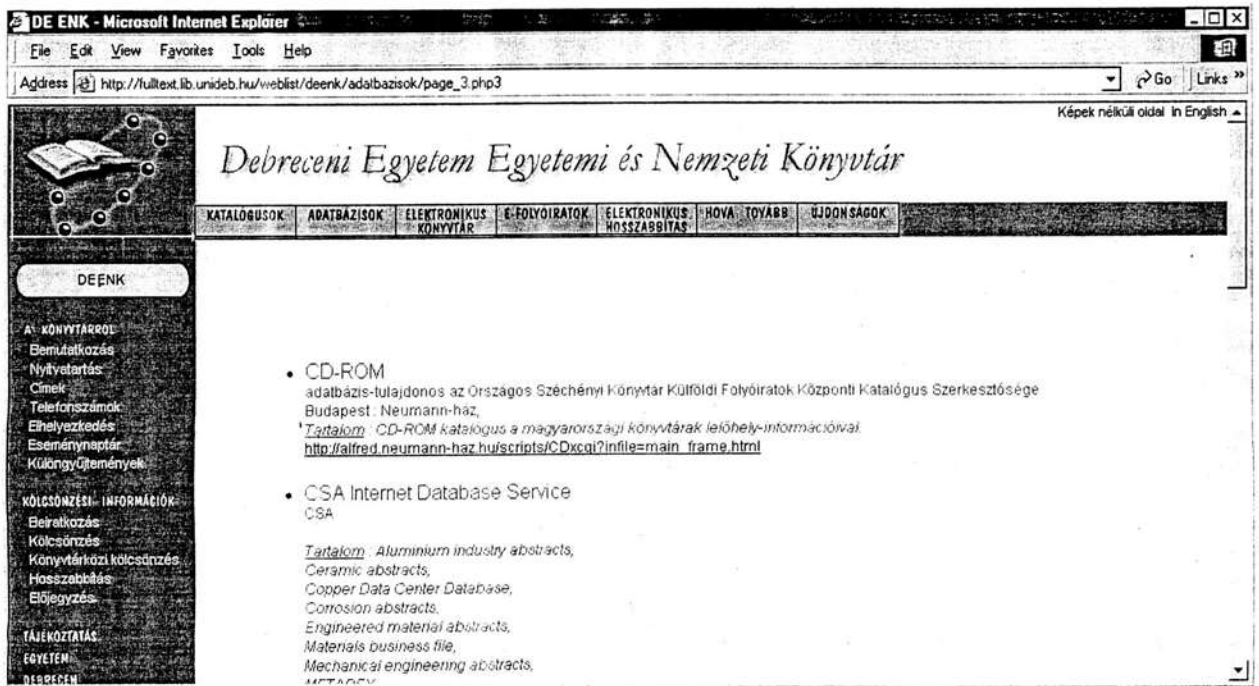 DE ENK - Microsoft Internet Explorer
File Edit View Favorites Tools Help
Address http://fulltext.lib.unideb.hu/weblist/deenk/adatbazisok/page_3.php3 Go Links »
Képek nélküli oldal In English
Debreceni Egyetem Egyetemi és Nemzeti Könyvtár
KATALÓGUSOK ADATBÁZISOK ELEKTRONIKUS KÖNYVTÁR E-FOLYÓIRATOK ELEKTRONIKUS HOSSZABBÍTÁS HOVA TOVÁBB ÚJDONSÁGOK
DEENK
A KÖNYVTÁRRÓL
Bemutatkozás
Nyitvatartás
Címek
Telefonszámok
Elhelyezkedés
Eseménynaptár
Különgyűjtemények
KÖLCSÖNZÉSI INFORMÁCIÓK
Beiratkozás
Kölcsönzés
Könyvtárközi kölcsönzés
Hosszabbítás
Előjegyzés
TÁJÉKOZTATÁS
EGYETEM
DEBRECEN
• CD-ROM
adatbázis-tulajdonos az Országos Széchényi Könyvtár Külföldi Folyóiratok Központi Katalógus Szerkesztősége
Budapest : Neumann-ház,
Tartalom : CD-ROM katalógus a magyarországi könyvtárak lelőhely-információival.
http://alfred.neumann-haz.hu/scripts/CDxcgi?infile=main_frame.html
• CSA Internet Database Service
CSA
Tartalom : Aluminium industry abstracts,
Ceramic abstracts,
Copper Data Center Database,
Corrosion abstracts,
Engineered material abstracts,
Materials business file,
Mechanical engineering abstracts,
METADEX